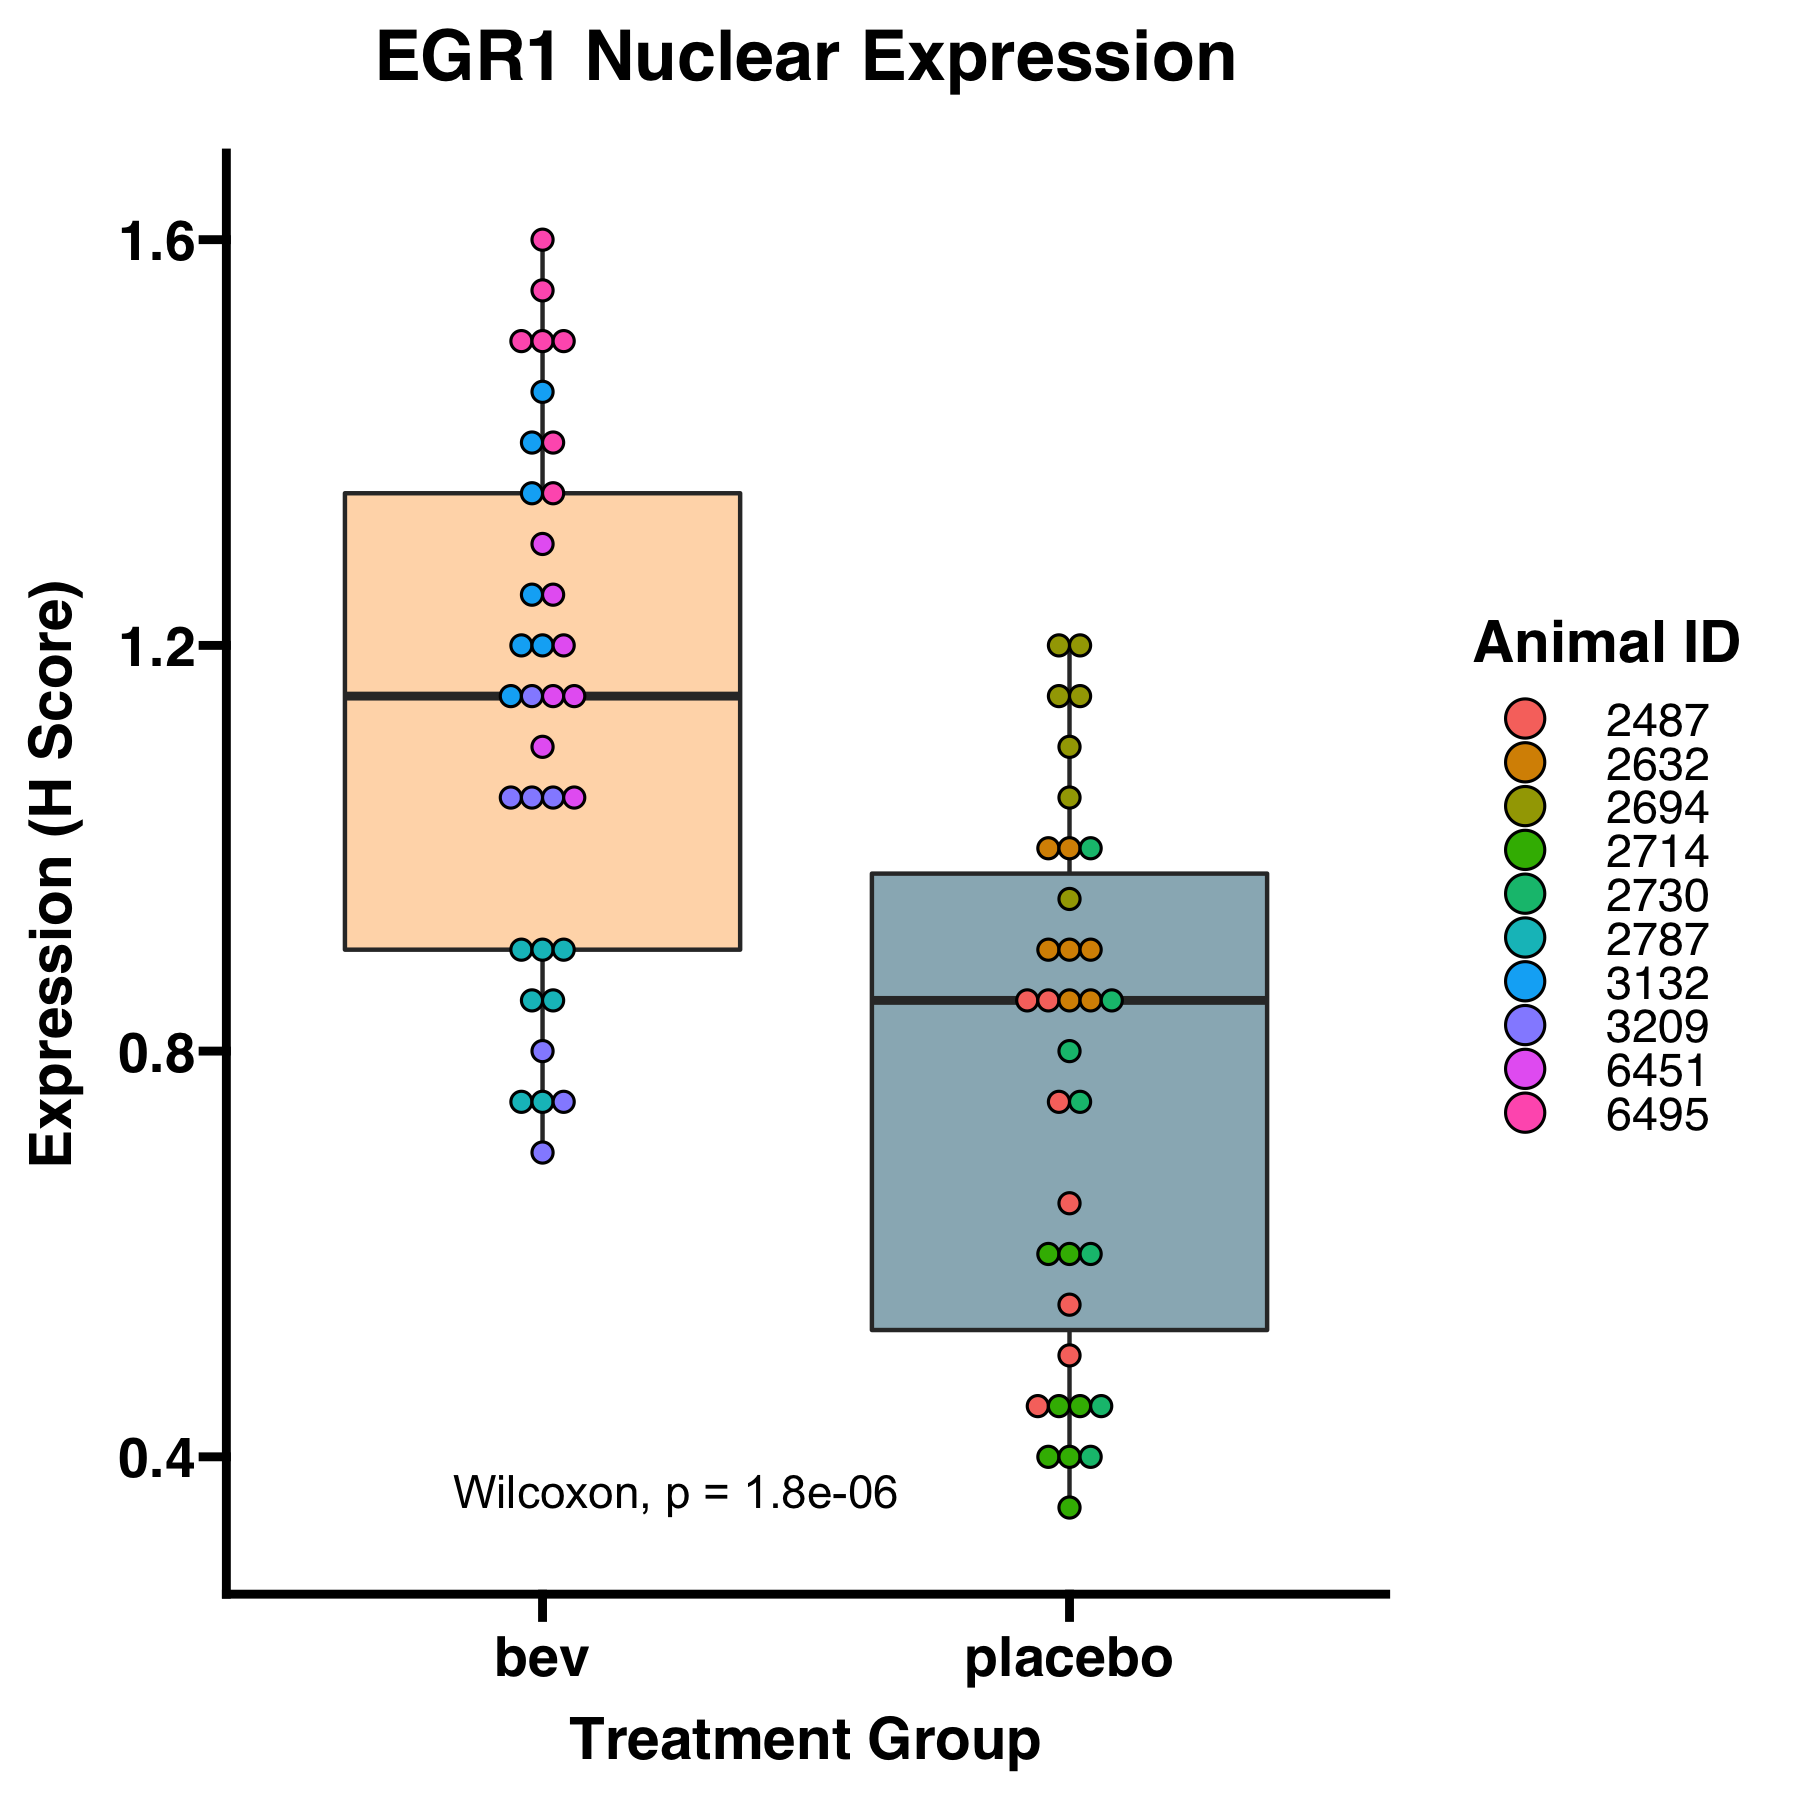 EGR1 Nuclear Expression
Expression (H Score)
1.6
1.2
0.8
0.4
Wilcoxon, p = 1.8e-06
bev
placebo
Treatment Group
Animal ID
2487
2632
2694
2714
2730
2787
3132
3209
6451
6495